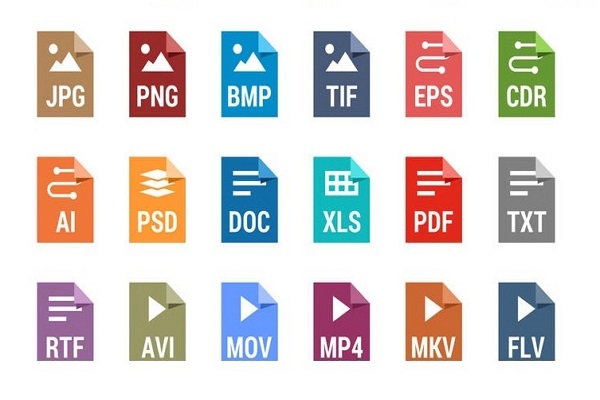 JPG PNG BMP TIF EPS CDR
AI PSD DOC XLS PDF TXT
RTF AVI MOV MP4 MKV FLV